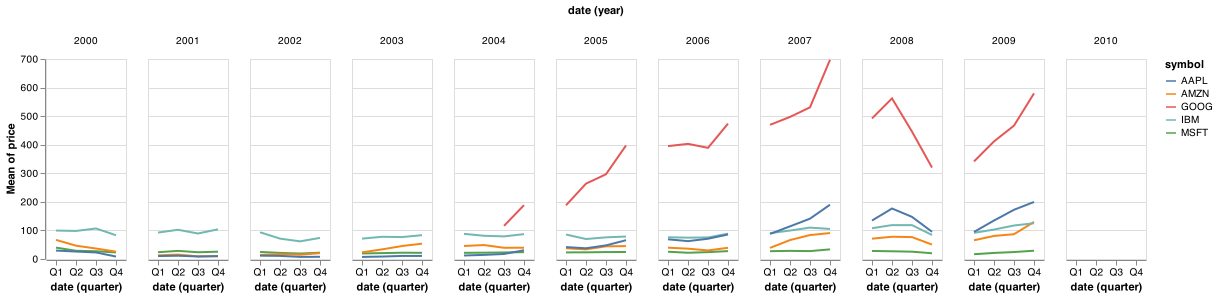 date (year)
2000 2001 2002 2003 2004 2005 2006 2007 2008 2009 2010
symbol
AAPL
AMZN
GOOG
IBM
MSFT
Mean of price
700
600
500
400
300
200
100
0
Q1 Q2 Q3 Q4 Q1 Q2 Q3 Q4 Q1 Q2 Q3 Q4 Q1 Q2 Q3 Q4 Q1 Q2 Q3 Q4 Q1 Q2 Q3 Q4 Q1 Q2 Q3 Q4 Q1 Q2 Q3 Q4 Q1 Q2 Q3 Q4 Q1 Q2 Q3 Q4 Q1 Q2 Q3 Q4
date (quarter) date (quarter) date (quarter) date (quarter) date (quarter) date (quarter) date (quarter) date (quarter) date (quarter) date (quarter) date (quarter)